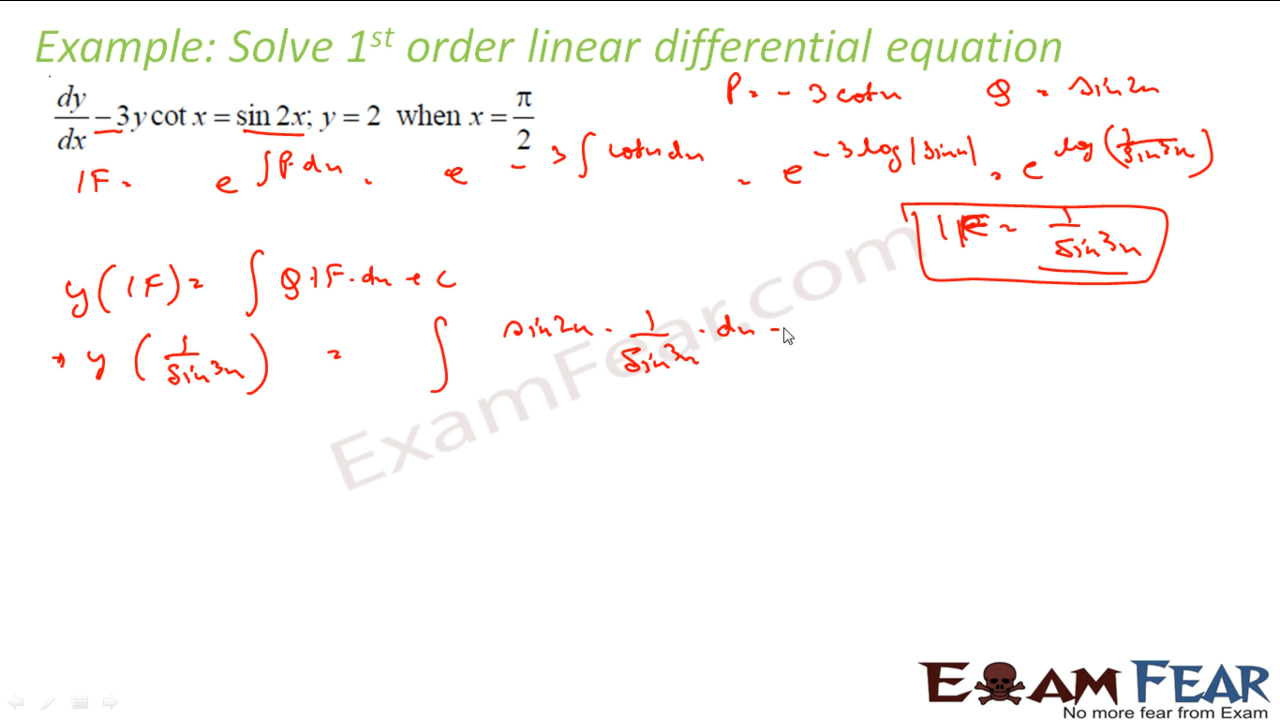 Example: Solve 1st order linear differential equation
dy/dx − 3y cot x = sin 2x; y = 2 when x = π/2
P = - 3 cot x Q = sin 2x
IF = e^∫P·dx = e^-3∫cot x dx = e^-3 log|sin x| = e^log(1/sin³x)
IF = 1/sin³x
y(IF) = ∫Q·IF·dx + C
→ y(1/sin³x) = ∫ sin 2x · 1/sin³x · dx -
ExamFear.com
EXAM FEAR
No more fear from Exam